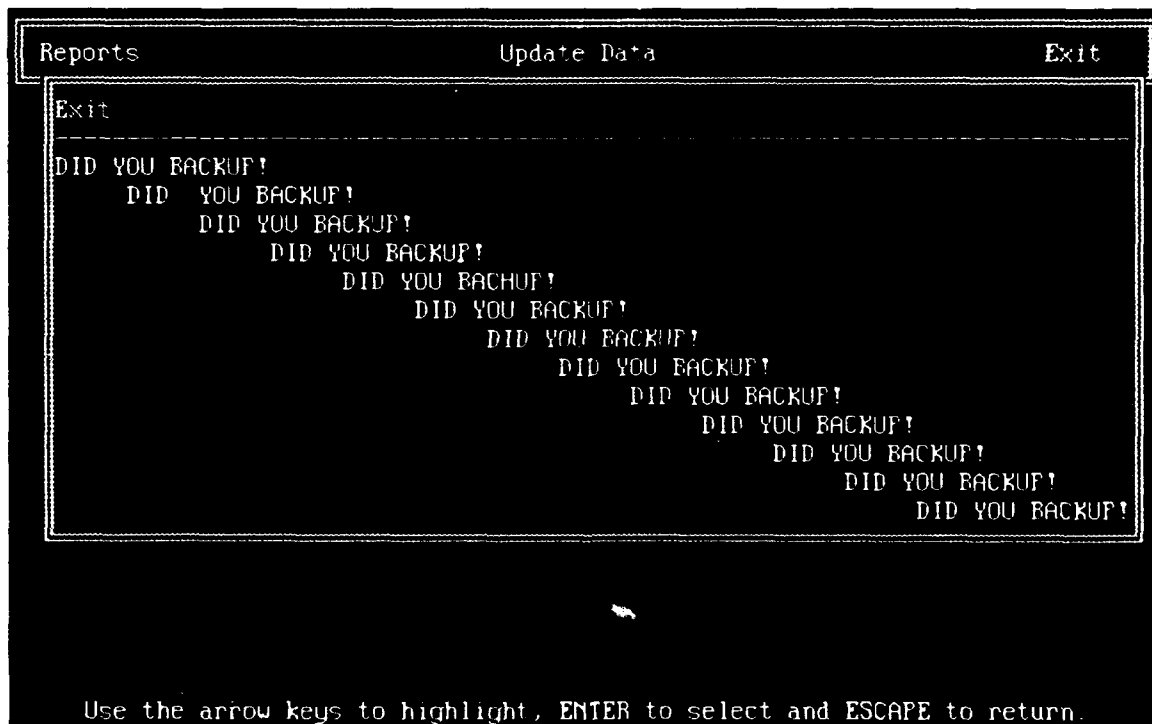 Reports Update Data Exit
Exit
DID YOU BACKUP!
DID YOU BACKUP!
DID YOU BACKUP!
DID YOU BACKUP!
DID YOU BACHUP!
DID YOU BACKUP!
DID YOU BACKUP!
DID YOU BACKUP!
DID YOU BACKUP!
DID YOU BACKUP!
DID YOU BACKUP!
DID YOU BACKUP!
DID YOU BACKUP!
Use the arrow keys to highlight, ENTER to select and ESCAPE to return.